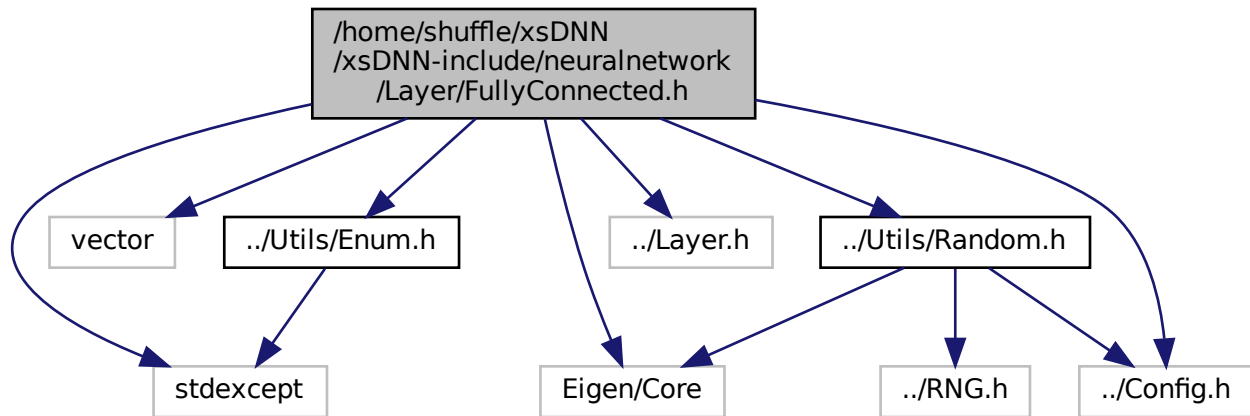 /home/shuffle/xsDNN
/xsDNN-include/neuralnetwork
/Layer/FullyConnected.h
vector
../Utils/Enum.h
../Layer.h
../Utils/Random.h
stdexcept
Eigen/Core
../RNG.h
../Config.h